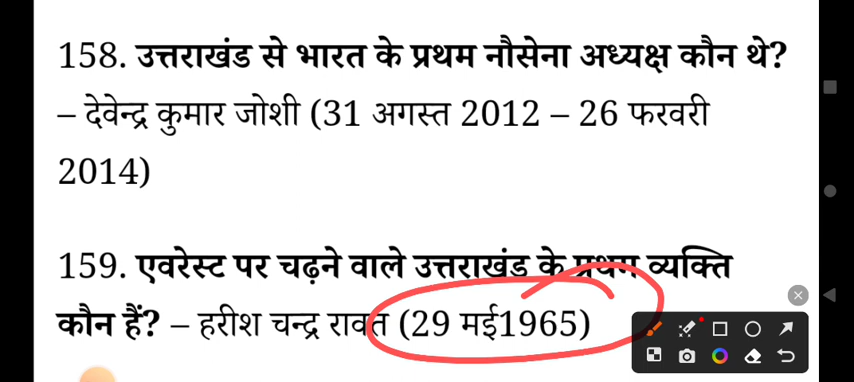 158. उत्तराखंड से भारत के प्रथम नौसेना अध्यक्ष कौन थे?
– देवेन्द्र कुमार जोशी (31 अगस्त 2012 – 26 फरवरी
2014)
159. एवरेस्ट पर चढ़ने वाले उत्तराखंड के प्रथम व्यक्ति
कौन हैं? – हरीश चन्द्र रावत (29 मई1965)